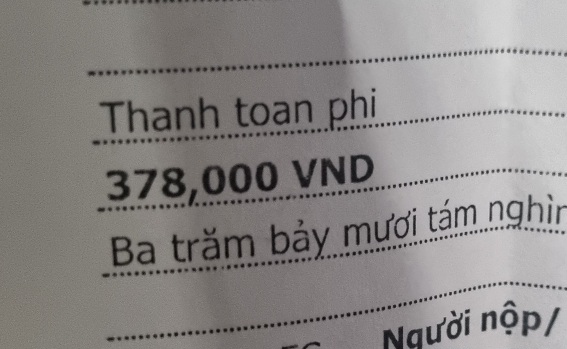 Thanh toan phi
378,000 VND
Ba trăm bảy mươi tám nghìn
Người nộp/